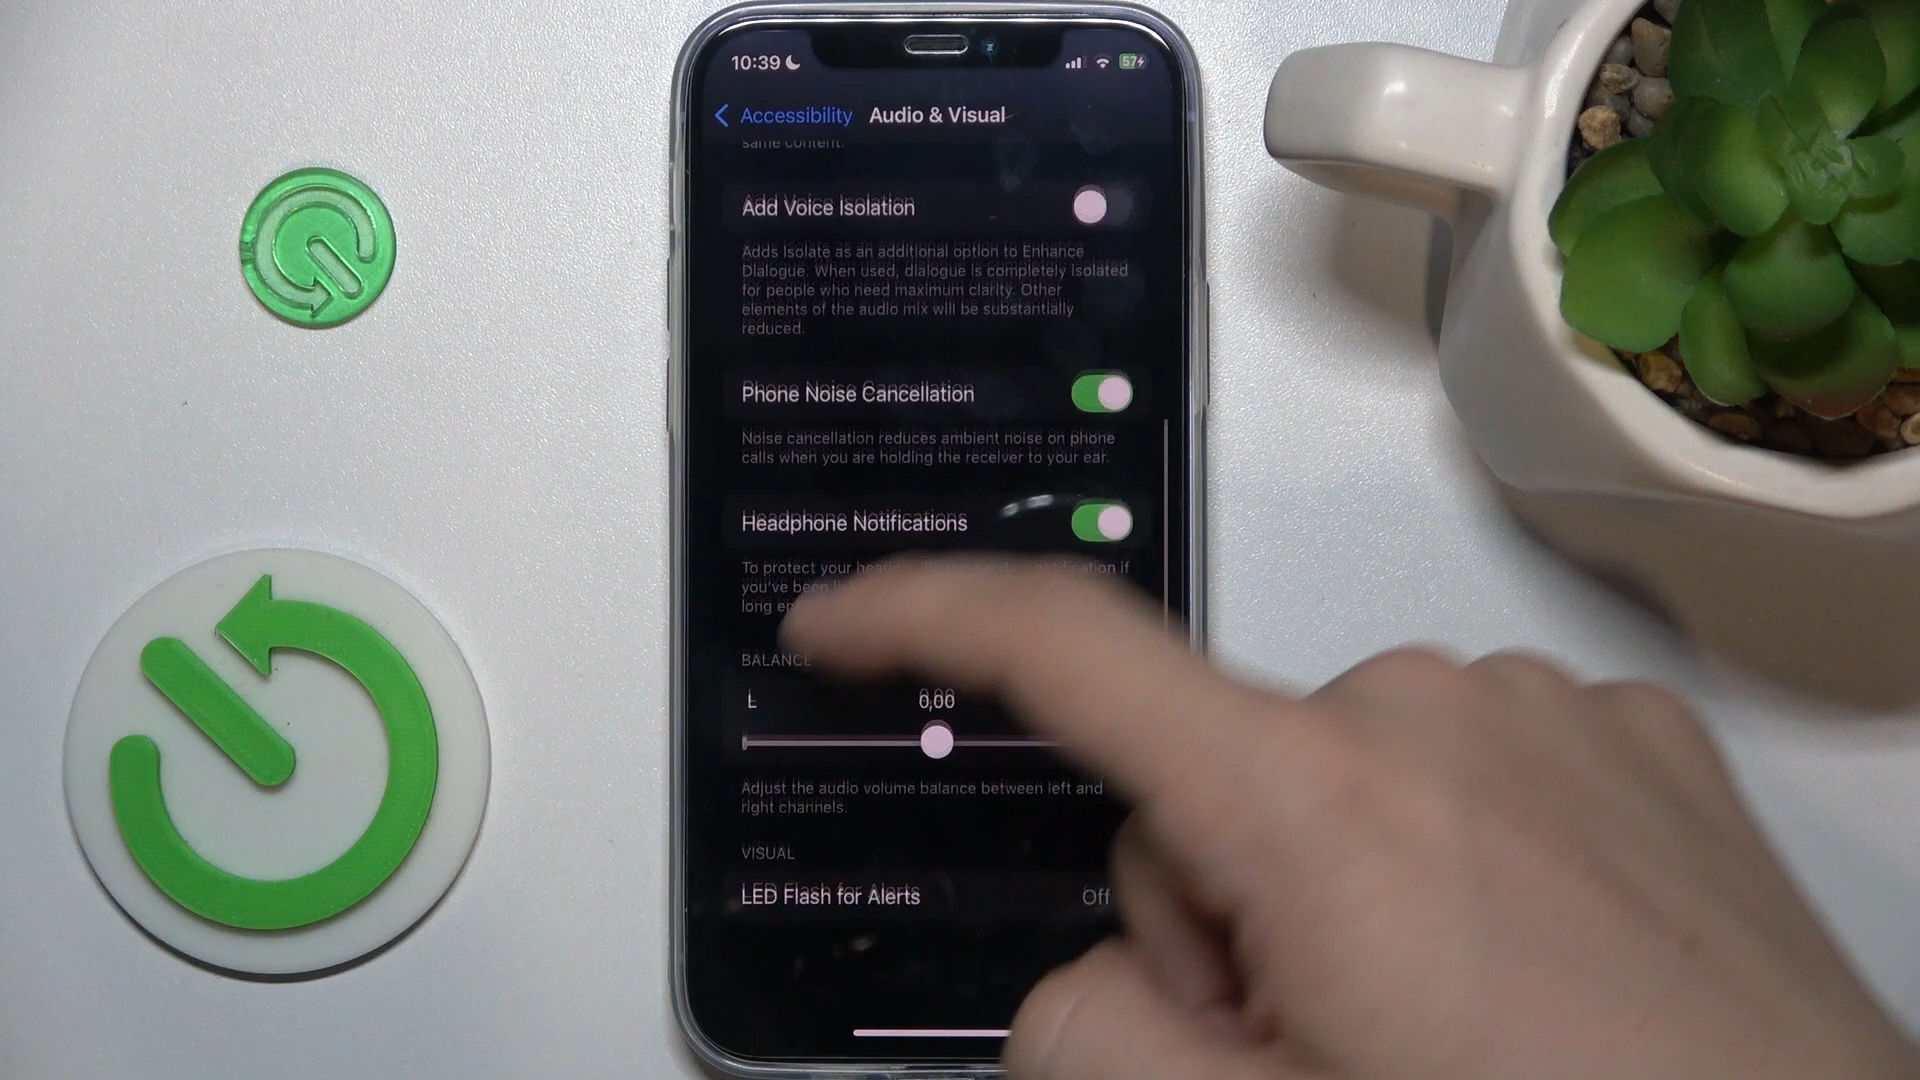 10:39
57
Accessibility Audio & Visual
same content.
Add Voice Isolation
Adds Isolate as an additional option to Enhance
Dialogue. When used, dialogue is completely isolated
for people who need maximum clarity. Other
elements of the audio mix will be substantially
reduced.
Phone Noise Cancellation
Noise cancellation reduces ambient noise on phone
calls when you are holding the receiver to your ear.
Headphone Notifications
To protect your notification if
you've been
long
BALANCE
L 0,00
Adjust the audio volume balance between left and
right channels.
VISUAL
LED Flash for Alerts Off